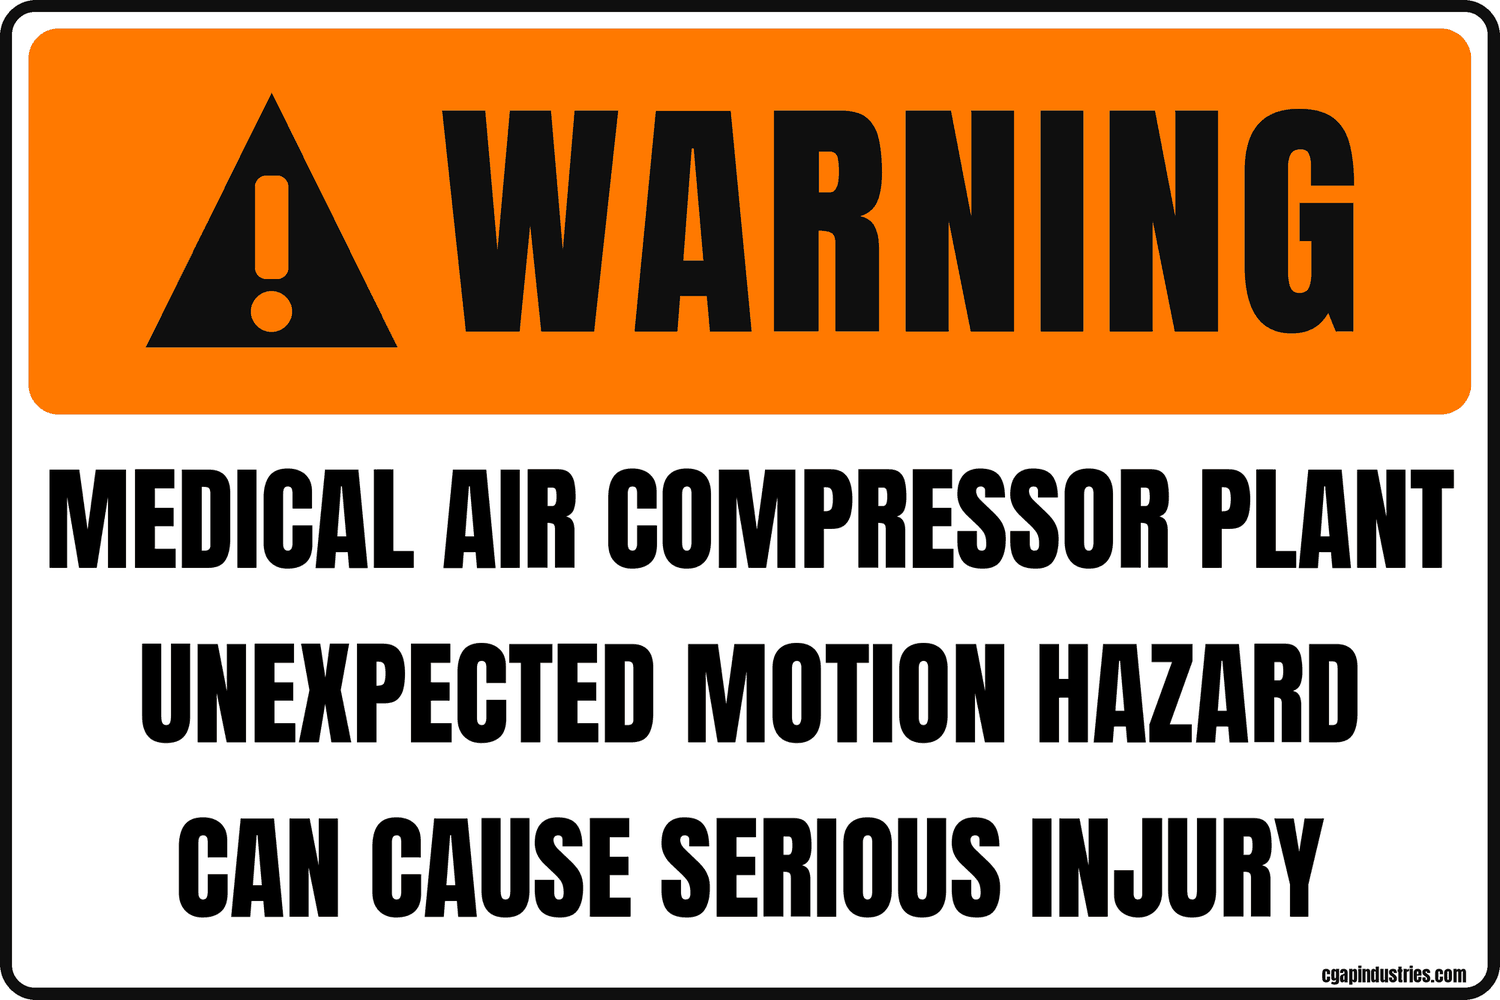 WARNING
MEDICAL AIR COMPRESSOR PLANT
UNEXPECTED MOTION HAZARD
CAN CAUSE SERIOUS INJURY
cgapindustries.com